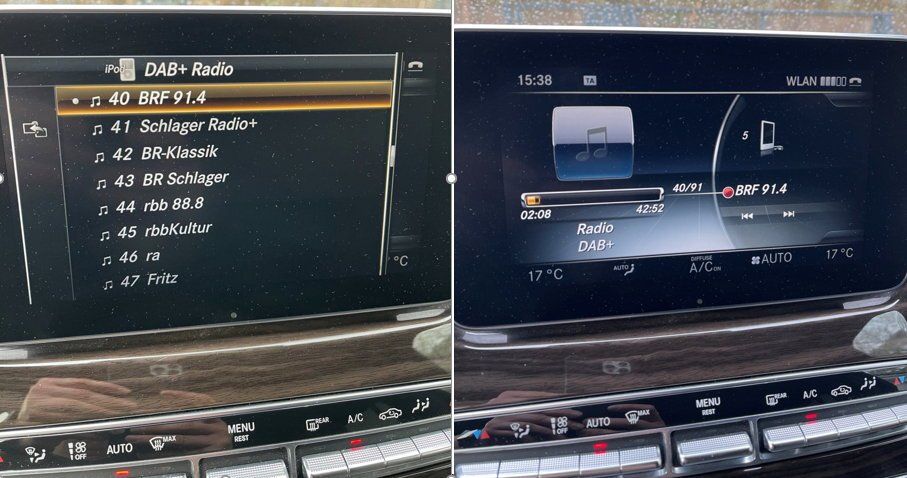 iPod DAB+ Radio
40 BRF 91.4
41 Schlager Radio+
42 BR-Klassik
43 BR Schlager
44 rbb 88.8
45 rbbKultur
46 ra
47 Fritz
°C
AUTO
OFF
MAX
MENU
REST
REAR
A/C
15:38 TA WLAN
5
40/91 BRF 91.4
02:08 42:52
Radio
DAB+
17 °C AUTO DIFFUSE A/C ON AUTO 17 °C
OFF
AUTO
MAX
MENU
REST
REAR
A/C